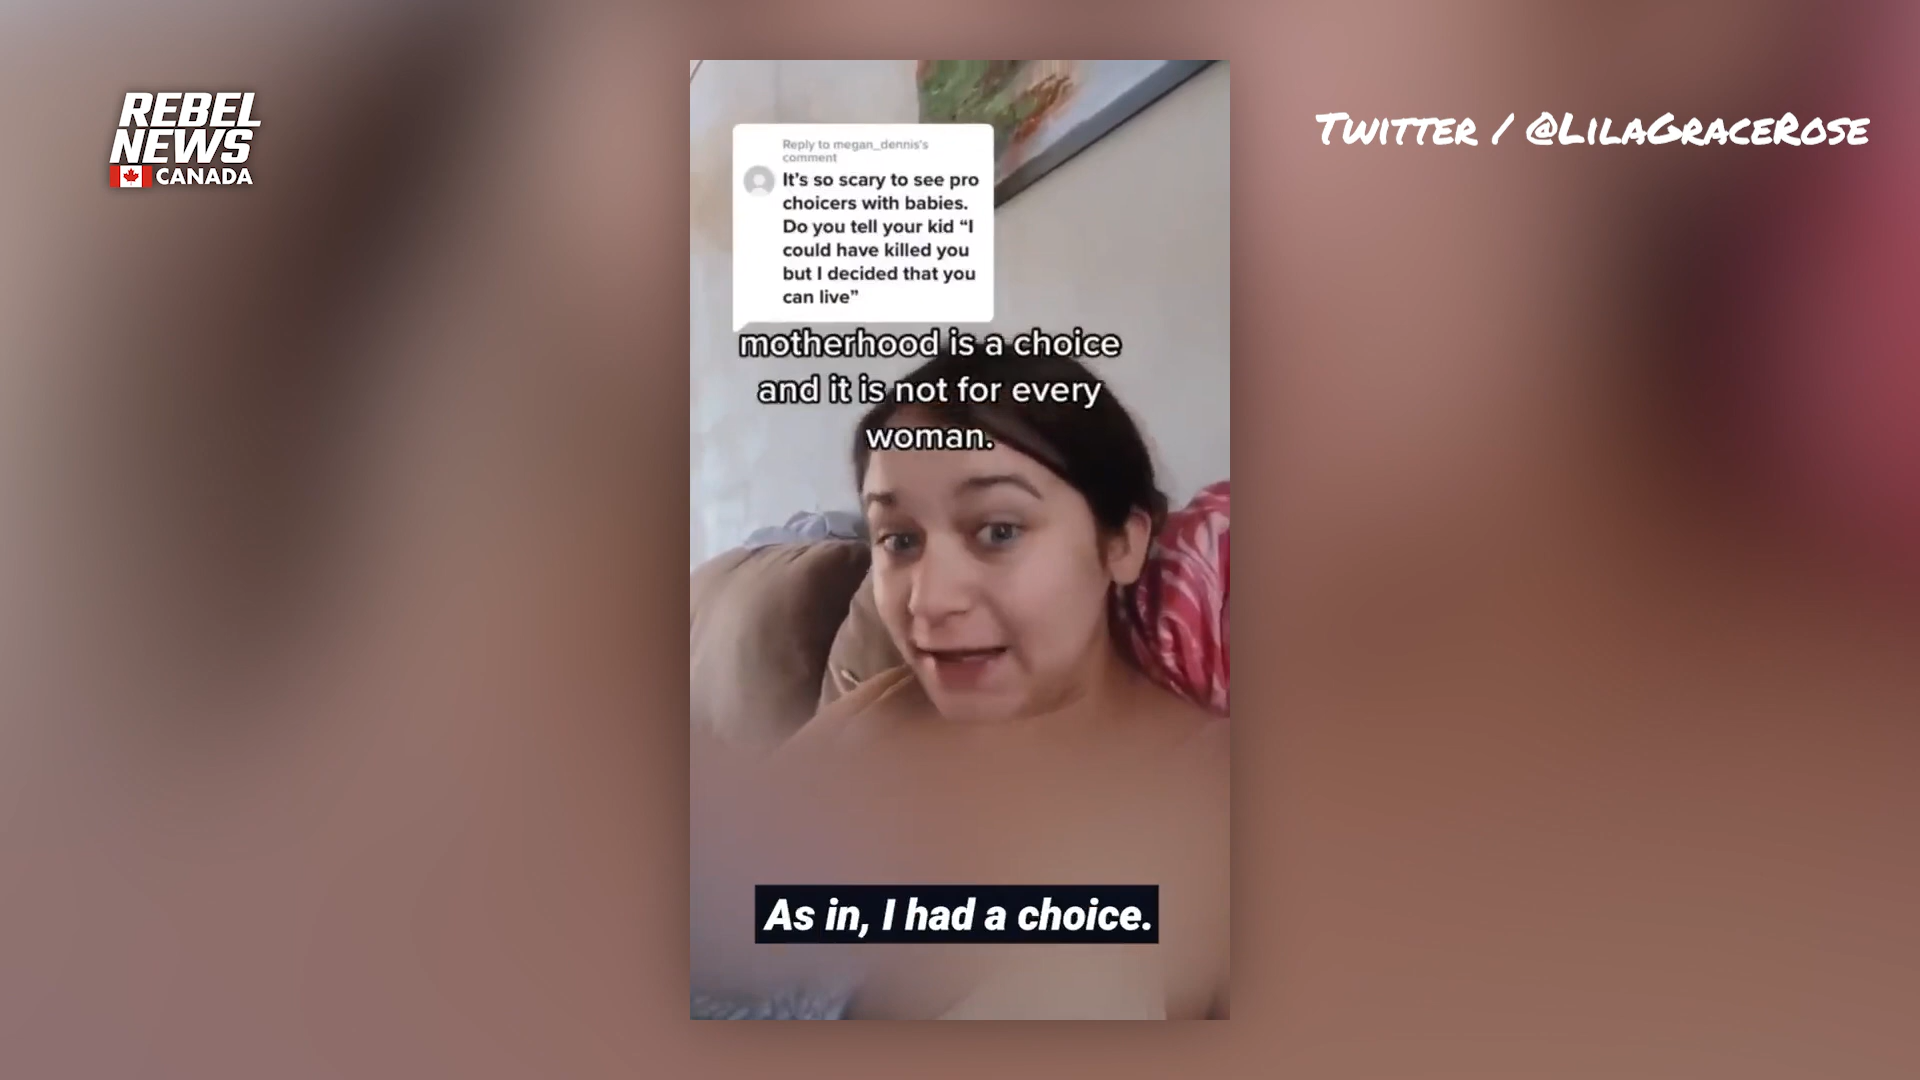 REBEL
NEWS
CANADA
Twitter / @LilaGraceRose
Reply to megan_dennis's
comment
It's so scary to see pro
choicers with babies.
Do you tell your kid “I
could have killed you
but I decided that you
can live”
motherhood is a choice
and it is not for every
woman.
As in, I had a choice.